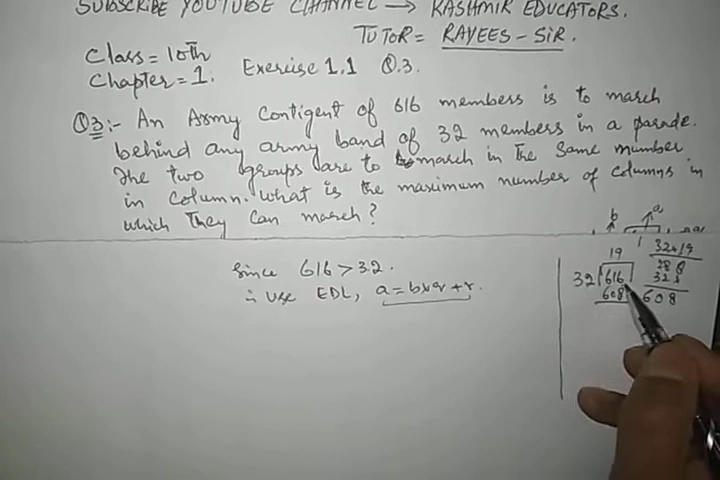 SUBSCRIBE YOUTUBE CHANNEL → KASHMIR EDUCATORS.
TUTOR = RAYEES - SIR.
Class = 10th
Chapter = 1. Exercise 1.1 Q.3.
Q3:- An Army Contigent of 616 members is to march
behind any army band of 32 members in a parade.
The two groups are to march in the same number
in column. What is the maximum number of columns in
which they can march?
Since 616 > 32.
∴ Use EDL, a = b×q + r.
b a
19
32 616
608
32×19
288
32×
608